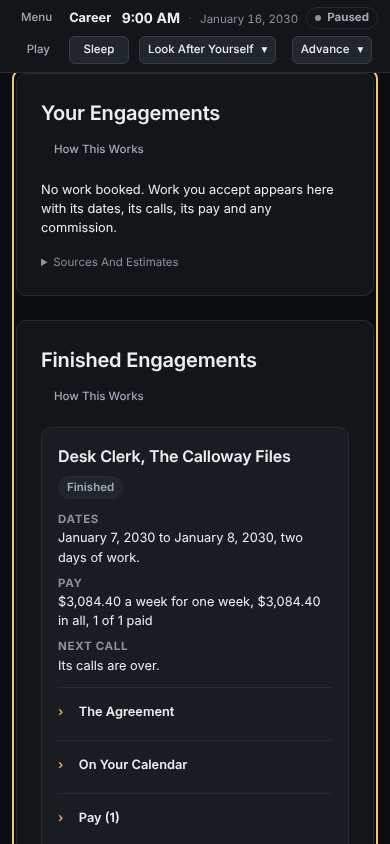 Menu Career 9:00 AM · January 16, 2030 Paused
Play Sleep Look After Yourself Advance
Your Engagements
How This Works
No work booked. Work you accept appears here
with its dates, its calls, its pay and any
commission.
Sources And Estimates
Finished Engagements
How This Works
Desk Clerk, The Calloway Files
Finished
DATES
January 7, 2030 to January 8, 2030, two
days of work.
PAY
$3,084.40 a week for one week, $3,084.40
in all, 1 of 1 paid
NEXT CALL
Its calls are over.
The Agreement
On Your Calendar
Pay (1)